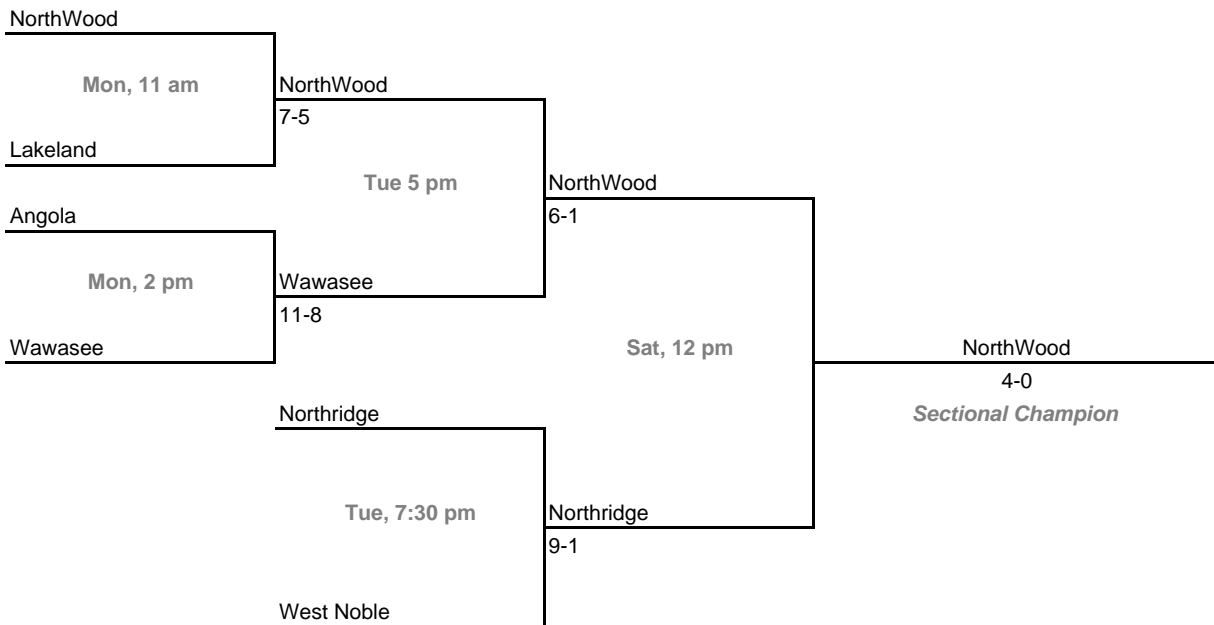 NorthWood
Mon, 11 am
NorthWood
7-5
Lakeland
Tue 5 pm
NorthWood
6-1
Angola
Mon, 2 pm
Wawasee
11-8
Wawasee
Sat, 12 pm
NorthWood
4-0
Sectional Champion
Northridge
Tue, 7:30 pm
Northridge
9-1
West Noble